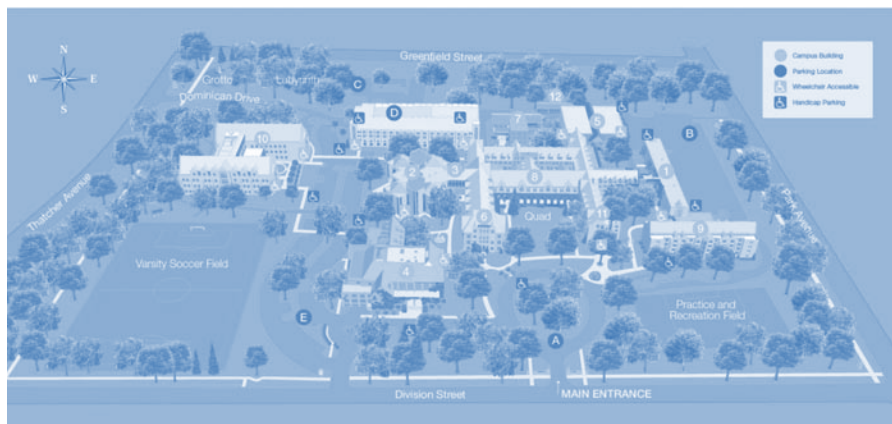 N
W E
S
Greenfield Street
Campus Building
Parking Location
Wheelchair Accessible
Handicap Parking
Grotto
Labyrinth
C
Dominican Drive
12
D
7
5
B
10
2
3
8
1
Thatcher Avenue
Park Avenue
6
Quad
11
9
Varsity Soccer Field
4
Practice and
Recreation Field
E
A
Division Street
MAIN ENTRANCE